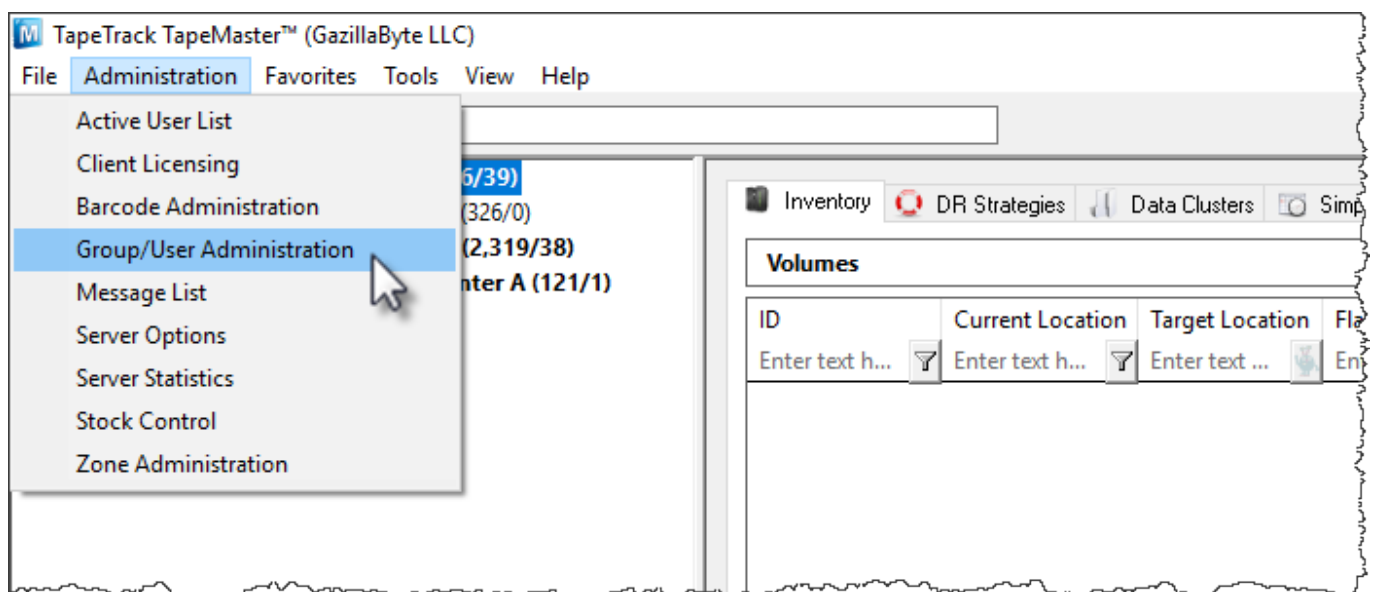 TapeTrack TapeMaster™ (GazillaByte LLC)
File Administration Favorites Tools View Help
Active User List
Client Licensing
Barcode Administration
Group/User Administration
Message List
Server Options
Server Statistics
Stock Control
Zone Administration
6/39)
(326/0)
(2,319/38)
nter A (121/1)
Inventory DR Strategies Data Clusters Simp
Volumes
ID Current Location Target Location Fla
Enter text h... Enter text h... Enter text ... En